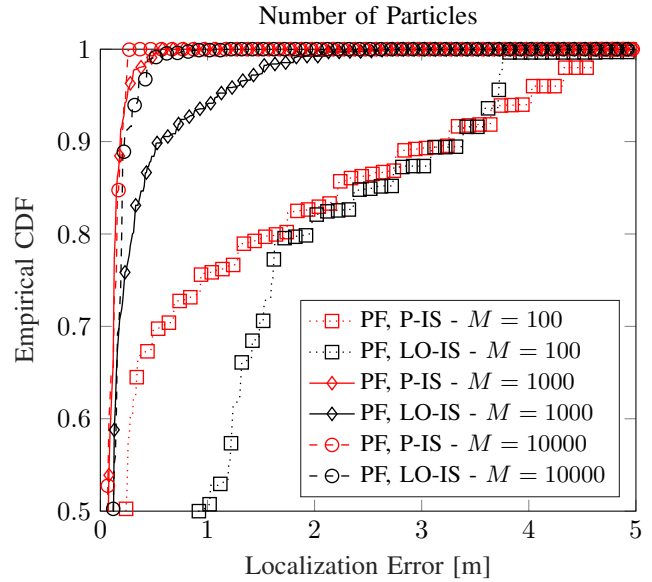 Number of Particles
1
0.9
0.8
0.7
0.6
0.5
Empirical CDF
PF, P-IS - M = 100
PF, LO-IS - M = 100
PF, P-IS - M = 1000
PF, LO-IS - M = 1000
PF, P-IS - M = 10000
PF, LO-IS - M = 10000
0 1 2 3 4 5
Localization Error [m]